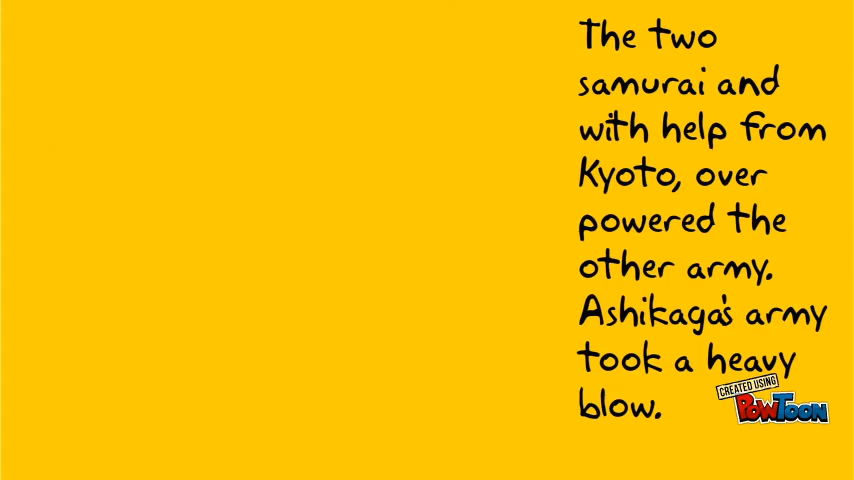 The two
samurai and
with help from
Kyoto, over
powered the
other army.
Ashikaga's army
took a heavy
blow.
CREATED USING
POWTOON